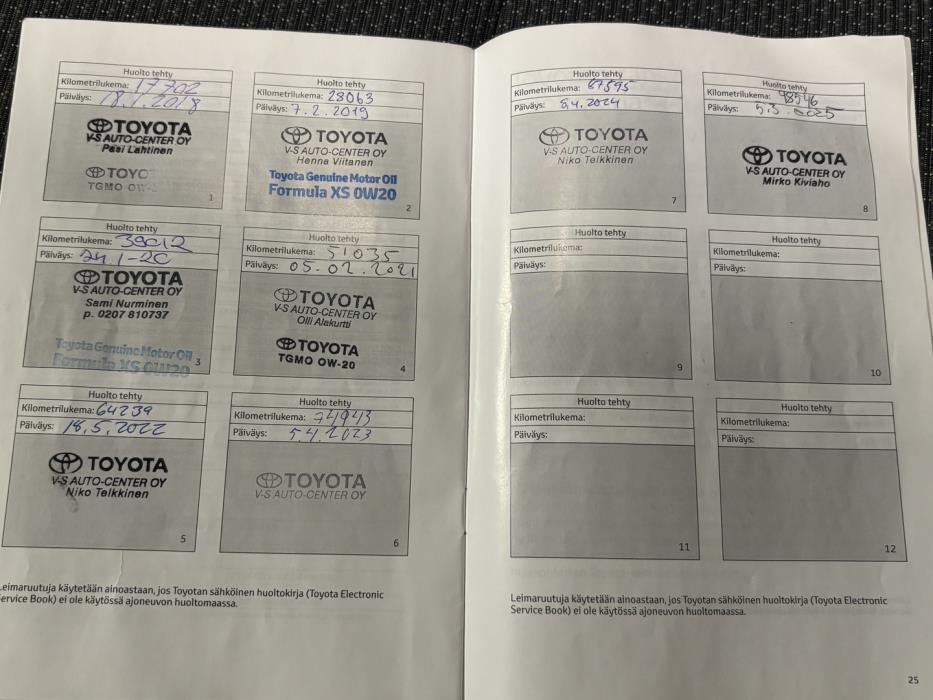 Huolto tehty
Kilometrilukema: 17702
Päiväys: 18.1.2018
TOYOTA
V-S AUTO-CENTER OY
Pasi Lahtinen
TOYO
TGMO OW-
1
Huolto tehty
Kilometrilukema: 28063
Päiväys: 7.2.2019
TOYOTA
V-S AUTO-CENTER OY
Henna Viitanen
Toyota Genuine Motor Oil
Formula XS 0W20
2
Huolto tehty
Kilometrilukema: 39012
Päiväys: 24.1-20
TOYOTA
V-S AUTO-CENTER OY
Sami Nurminen
p. 0207 810737
Toyota Genuine Motor Oil
Formula XS 0W20
3
Huolto tehty
Kilometrilukema: 51035
Päiväys: 05.02.2021
TOYOTA
V-S AUTO-CENTER OY
Olli Alakurtti
TOYOTA
TGMO OW-20
4
Huolto tehty
Kilometrilukema: 64239
Päiväys: 18.5.2022
TOYOTA
V-S AUTO-CENTER OY
Niko Telkkinen
5
Huolto tehty
Kilometrilukema: 74943
Päiväys: 5.4.2023
TOYOTA
V-S AUTO-CENTER OY
6
Leimaruutuja käytetään ainoastaan, jos Toyotan sähköinen huoltokirja (Toyota Electronic
Service Book) ei ole käytössä ajoneuvon huoltomaassa.
Huolto tehty
Kilometrilukema: 87595
Päiväys: 8.4.2024
TOYOTA
V-S AUTO-CENTER OY
Niko Telkkinen
7
Huolto tehty
Kilometrilukema: 98546
Päiväys: 5.3.2025
TOYOTA
V-S AUTO-CENTER OY
Mirko Kiviaho
8
Huolto tehty
Kilometrilukema:
Päiväys:
9
Huolto tehty
Kilometrilukema:
Päiväys:
10
Huolto tehty
Kilometrilukema:
Päiväys:
11
Huolto tehty
Kilometrilukema:
Päiväys:
12
Leimaruutuja käytetään ainoastaan, jos Toyotan sähköinen huoltokirja (Toyota Electronic
Service Book) ei ole käytössä ajoneuvon huoltomaassa.
25